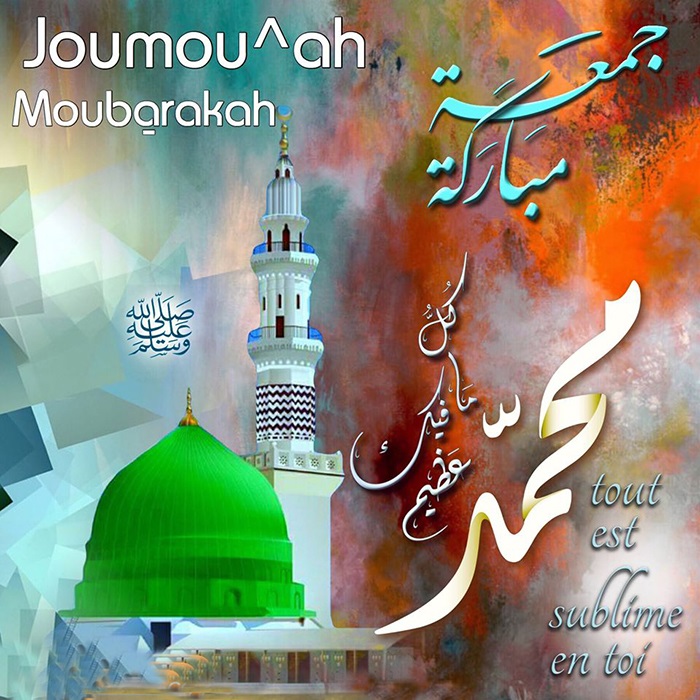 Joumou^ah
Moubarakah
جمعة
مباركة
صلى الله
عليه
وسلم
كل
ما
فيك
عظيم
محمد
tout
est
sublime
en toi